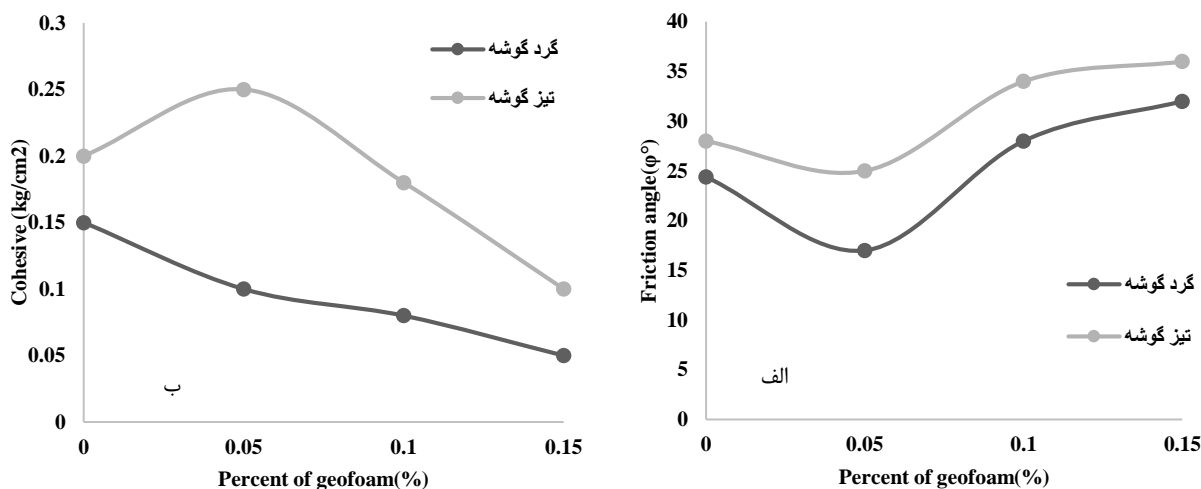 0.3
0.25
0.2
0.15
0.1
0.05
0
Cohesive (kg/cm2)
گرد گوشه
تیز گوشه
ب
0 0.05 0.1 0.15
Percent of geofoam(%)
40
35
30
25
20
15
10
5
0
Friction angle(φ°)
گرد گوشه
تیز گوشه
الف
0 0.05 0.1 0.15
Percent of geofoam(%)